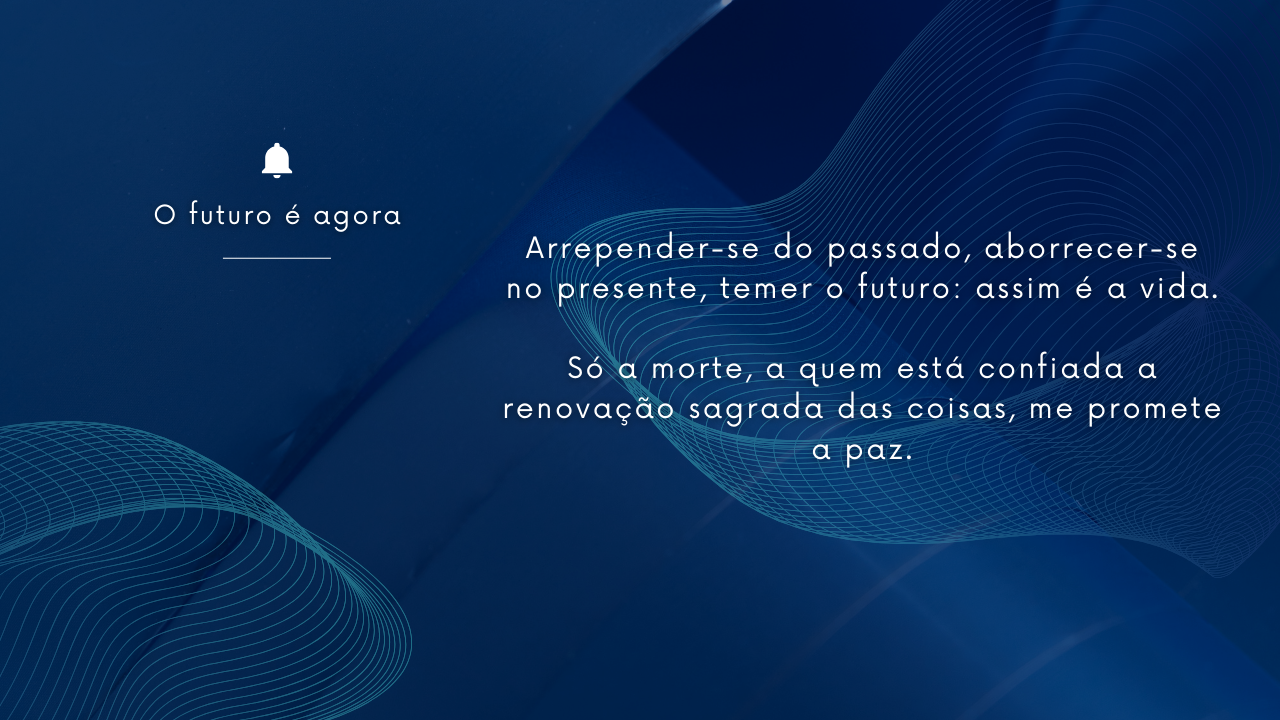 O futuro é agora
Arrepender-se do passado, aborrecer-se
no presente, temer o futuro: assim é a vida.
Só a morte, a quem está confiada a
renovação sagrada das coisas, me promete
a paz.